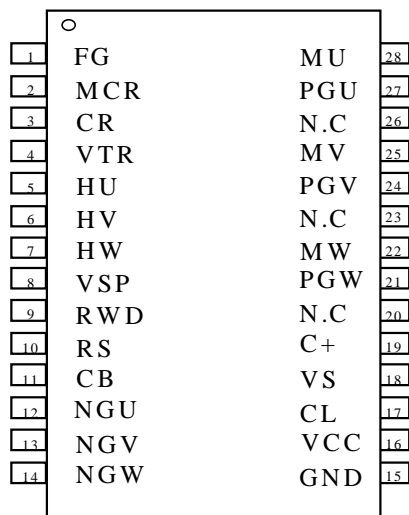 1 FG MU 28
2 MCR PGU 27
3 CR N.C 26
4 VTR MV 25
5 HU PGV 24
6 HV N.C 23
7 HW MW 22
8 VSP PGW 21
9 RWD N.C 20
10 RS C+ 19
11 CB VS 18
12 NGU CL 17
13 NGV VCC 16
14 NGW GND 15